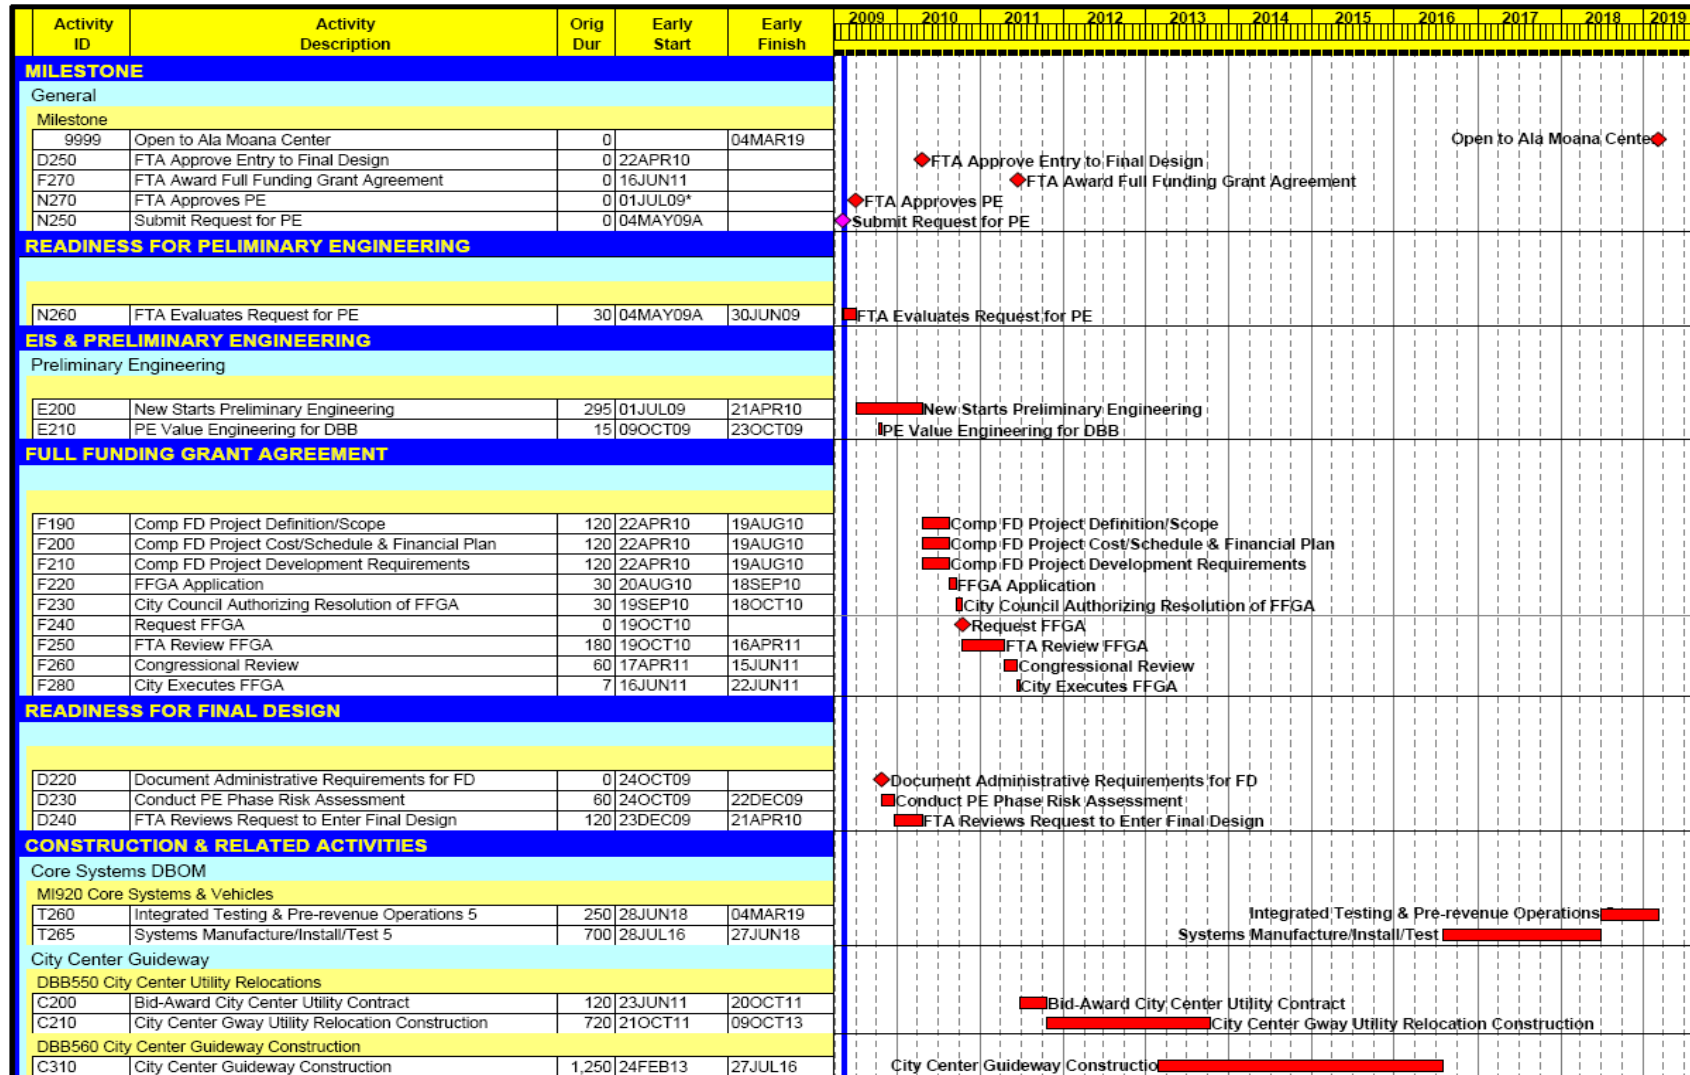 Activity ID Activity Description Orig Dur Early Start Early Finish 2009 2010 2011 2012 2013 2014 2015 2016 2017 2018 2019
MILESTONE
General
Milestone
9999 Open to Ala Moana Center 0 04MAR19 Open to Ala Moana Cente
D250 FTA Approve Entry to Final Design 0 22APR10 FTA Approve Entry to Final Design
F270 FTA Award Full Funding Grant Agreement 0 16JUN11 FTA Award Full Funding Grant Agreement
N270 FTA Approves PE 0 01JUL09* FTA Approves PE
N250 Submit Request for PE 0 04MAY09A Submit Request for PE
READINESS FOR PELIMINARY ENGINEERING
N260 FTA Evaluates Request for PE 30 04MAY09A 30JUN09 FTA Evaluates Request for PE
EIS & PRELIMINARY ENGINEERING
Preliminary Engineering
E200 New Starts Preliminary Engineering 295 01JUL09 21APR10 New Starts Preliminary Engineering
E210 PE Value Engineering for DBB 15 09OCT09 23OCT09 PE Value Engineering for DBB
FULL FUNDING GRANT AGREEMENT
F190 Comp FD Project Definition/Scope 120 22APR10 19AUG10 Comp FD Project Definition/Scope
F200 Comp FD Project Cost/Schedule & Financial Plan 120 22APR10 19AUG10 Comp FD Project Cost/Schedule & Financial Plan
F210 Comp FD Project Development Requirements 120 22APR10 19AUG10 Comp FD Project Development Requirements
F220 FFGA Application 30 20AUG10 18SEP10 FFGA Application
F230 City Council Authorizing Resolution of FFGA 30 19SEP10 18OCT10 City Council Authorizing Resolution of FFGA
F240 Request FFGA 0 19OCT10 Request FFGA
F250 FTA Review FFGA 180 19OCT10 16APR11 FTA Review FFGA
F260 Congressional Review 60 17APR11 15JUN11 Congressional Review
F280 City Executes FFGA 7 16JUN11 22JUN11 City Executes FFGA
READINESS FOR FINAL DESIGN
D220 Document Administrative Requirements for FD 0 24OCT09 Document Administrative Requirements for FD
D230 Conduct PE Phase Risk Assessment 60 24OCT09 22DEC09 Conduct PE Phase Risk Assessment
D240 FTA Reviews Request to Enter Final Design 120 23DEC09 21APR10 FTA Reviews Request to Enter Final Design
CONSTRUCTION & RELATED ACTIVITIES
Core Systems DBOM
MI920 Core Systems & Vehicles
T260 Integrated Testing & Pre-revenue Operations 5 250 28JUN18 04MAR19 Integrated Testing & Pre-revenue Operations
T265 Systems Manufacture/Install/Test 5 700 28JUL16 27JUN18 Systems Manufacture/Install/Test
City Center Guideway
DBB550 City Center Utility Relocations
C200 Bid-Award City Center Utility Contract 120 23JUN11 20OCT11 Bid-Award City Center Utility Contract
C210 City Center Gway Utility Relocation Construction 720 21OCT11 09OCT13 City Center Gway Utility Relocation Construction
DBB560 City Center Guideway Construction
C310 City Center Guideway Construction 1,250 24FEB13 27JUL16 City Center Guideway Constructio